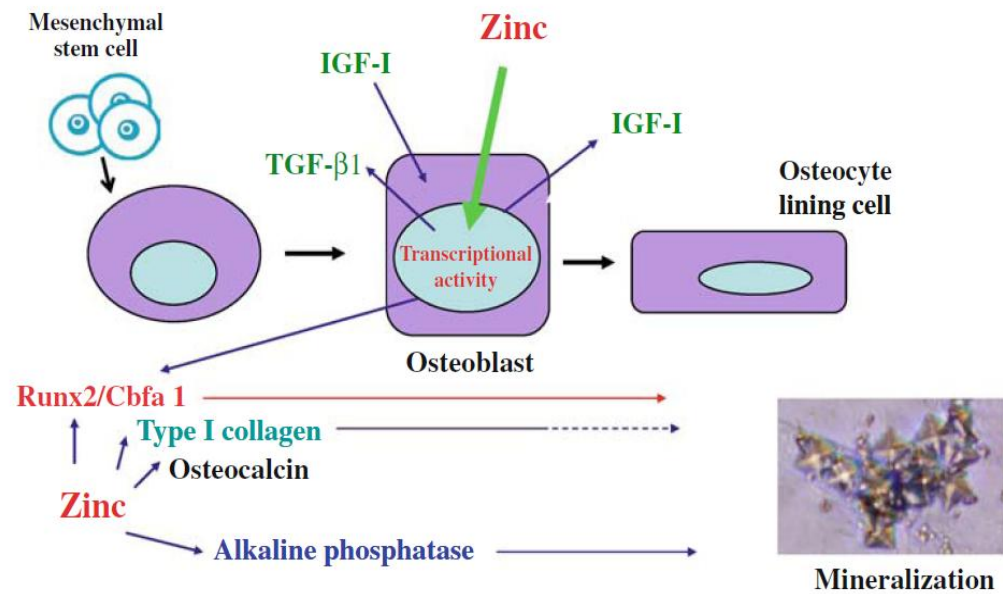 Mesenchymal
stem cell
Zinc
IGF-I
IGF-I
TGF-β1
Osteocyte
lining cell
Transcriptional
activity
Osteoblast
Runx2/Cbfa 1
Type I collagen
Osteocalcin
Zinc
Alkaline phosphatase
Mineralization